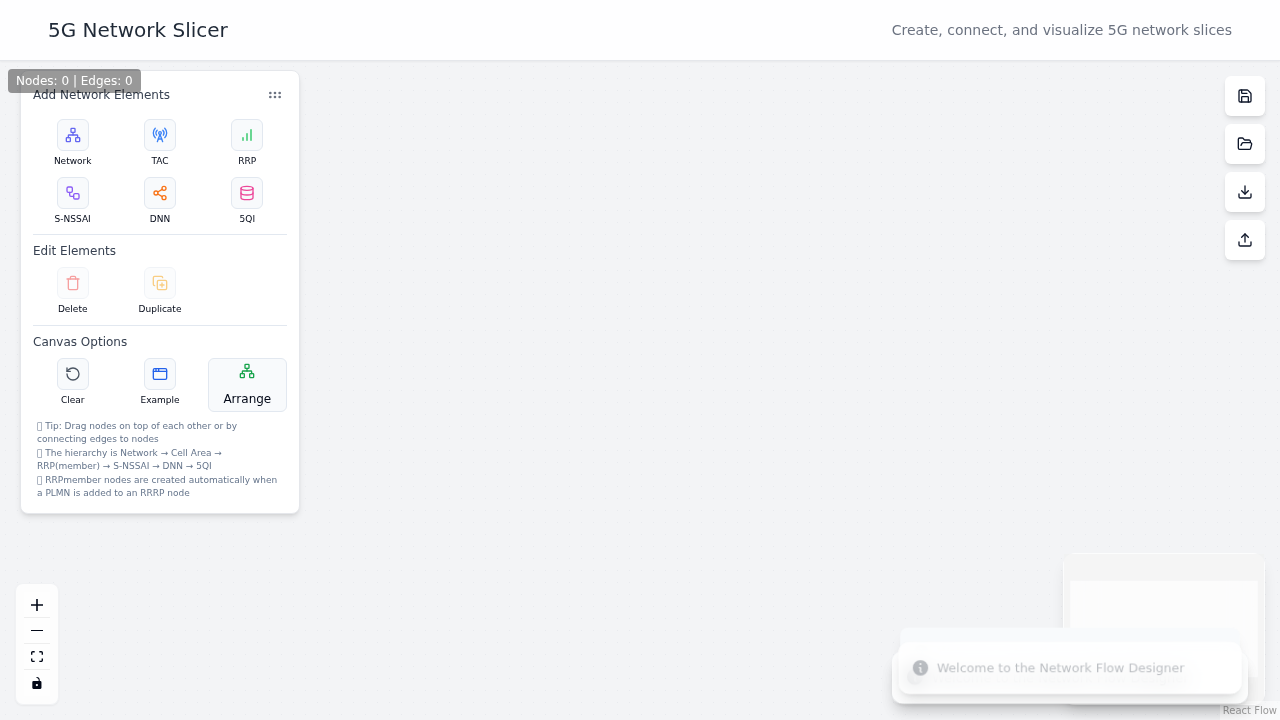 5G Network Slicer
Create, connect, and visualize 5G network slices
Nodes: 0 | Edges: 0
Add Network Elements
Network
TAC
RRP
S-NSSAI
DNN
5QI
Edit Elements
Delete
Duplicate
Canvas Options
Clear
Example
Arrange
Tip: Drag nodes on top of each other or by
connecting edges to nodes
The hierarchy is Network → Cell Area →
RRP(member) → S-NSSAI → DNN → 5QI
RRPmember nodes are created automatically when
a PLMN is added to an RRRP node
Welcome to the Network Flow Designer
React Flow